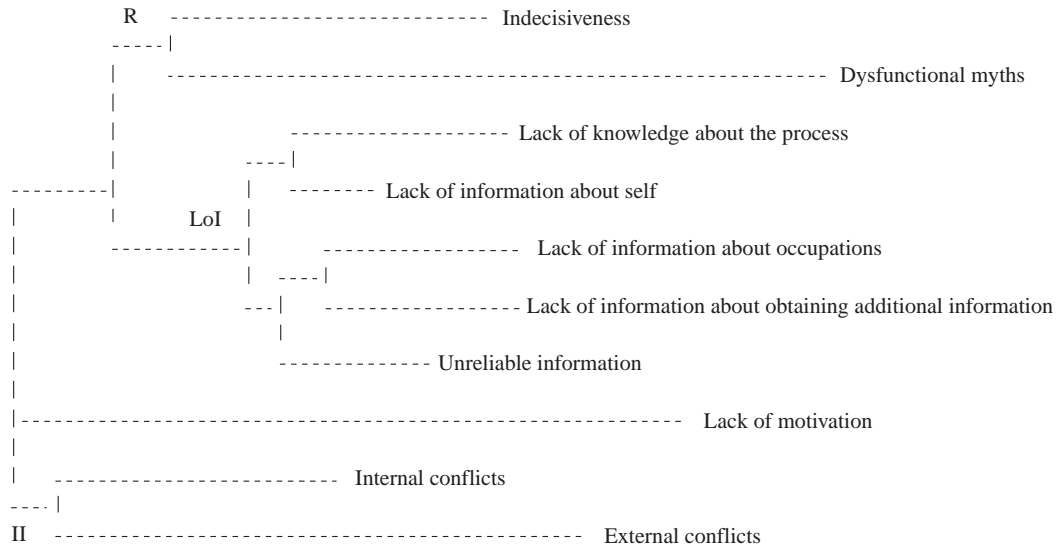 R Indecisiveness
Dysfunctional myths
Lack of knowledge about the process
Lack of information about self
LoI
Lack of information about occupations
Lack of information about obtaining additional information
Unreliable information
Lack of motivation
Internal conflicts
II External conflicts